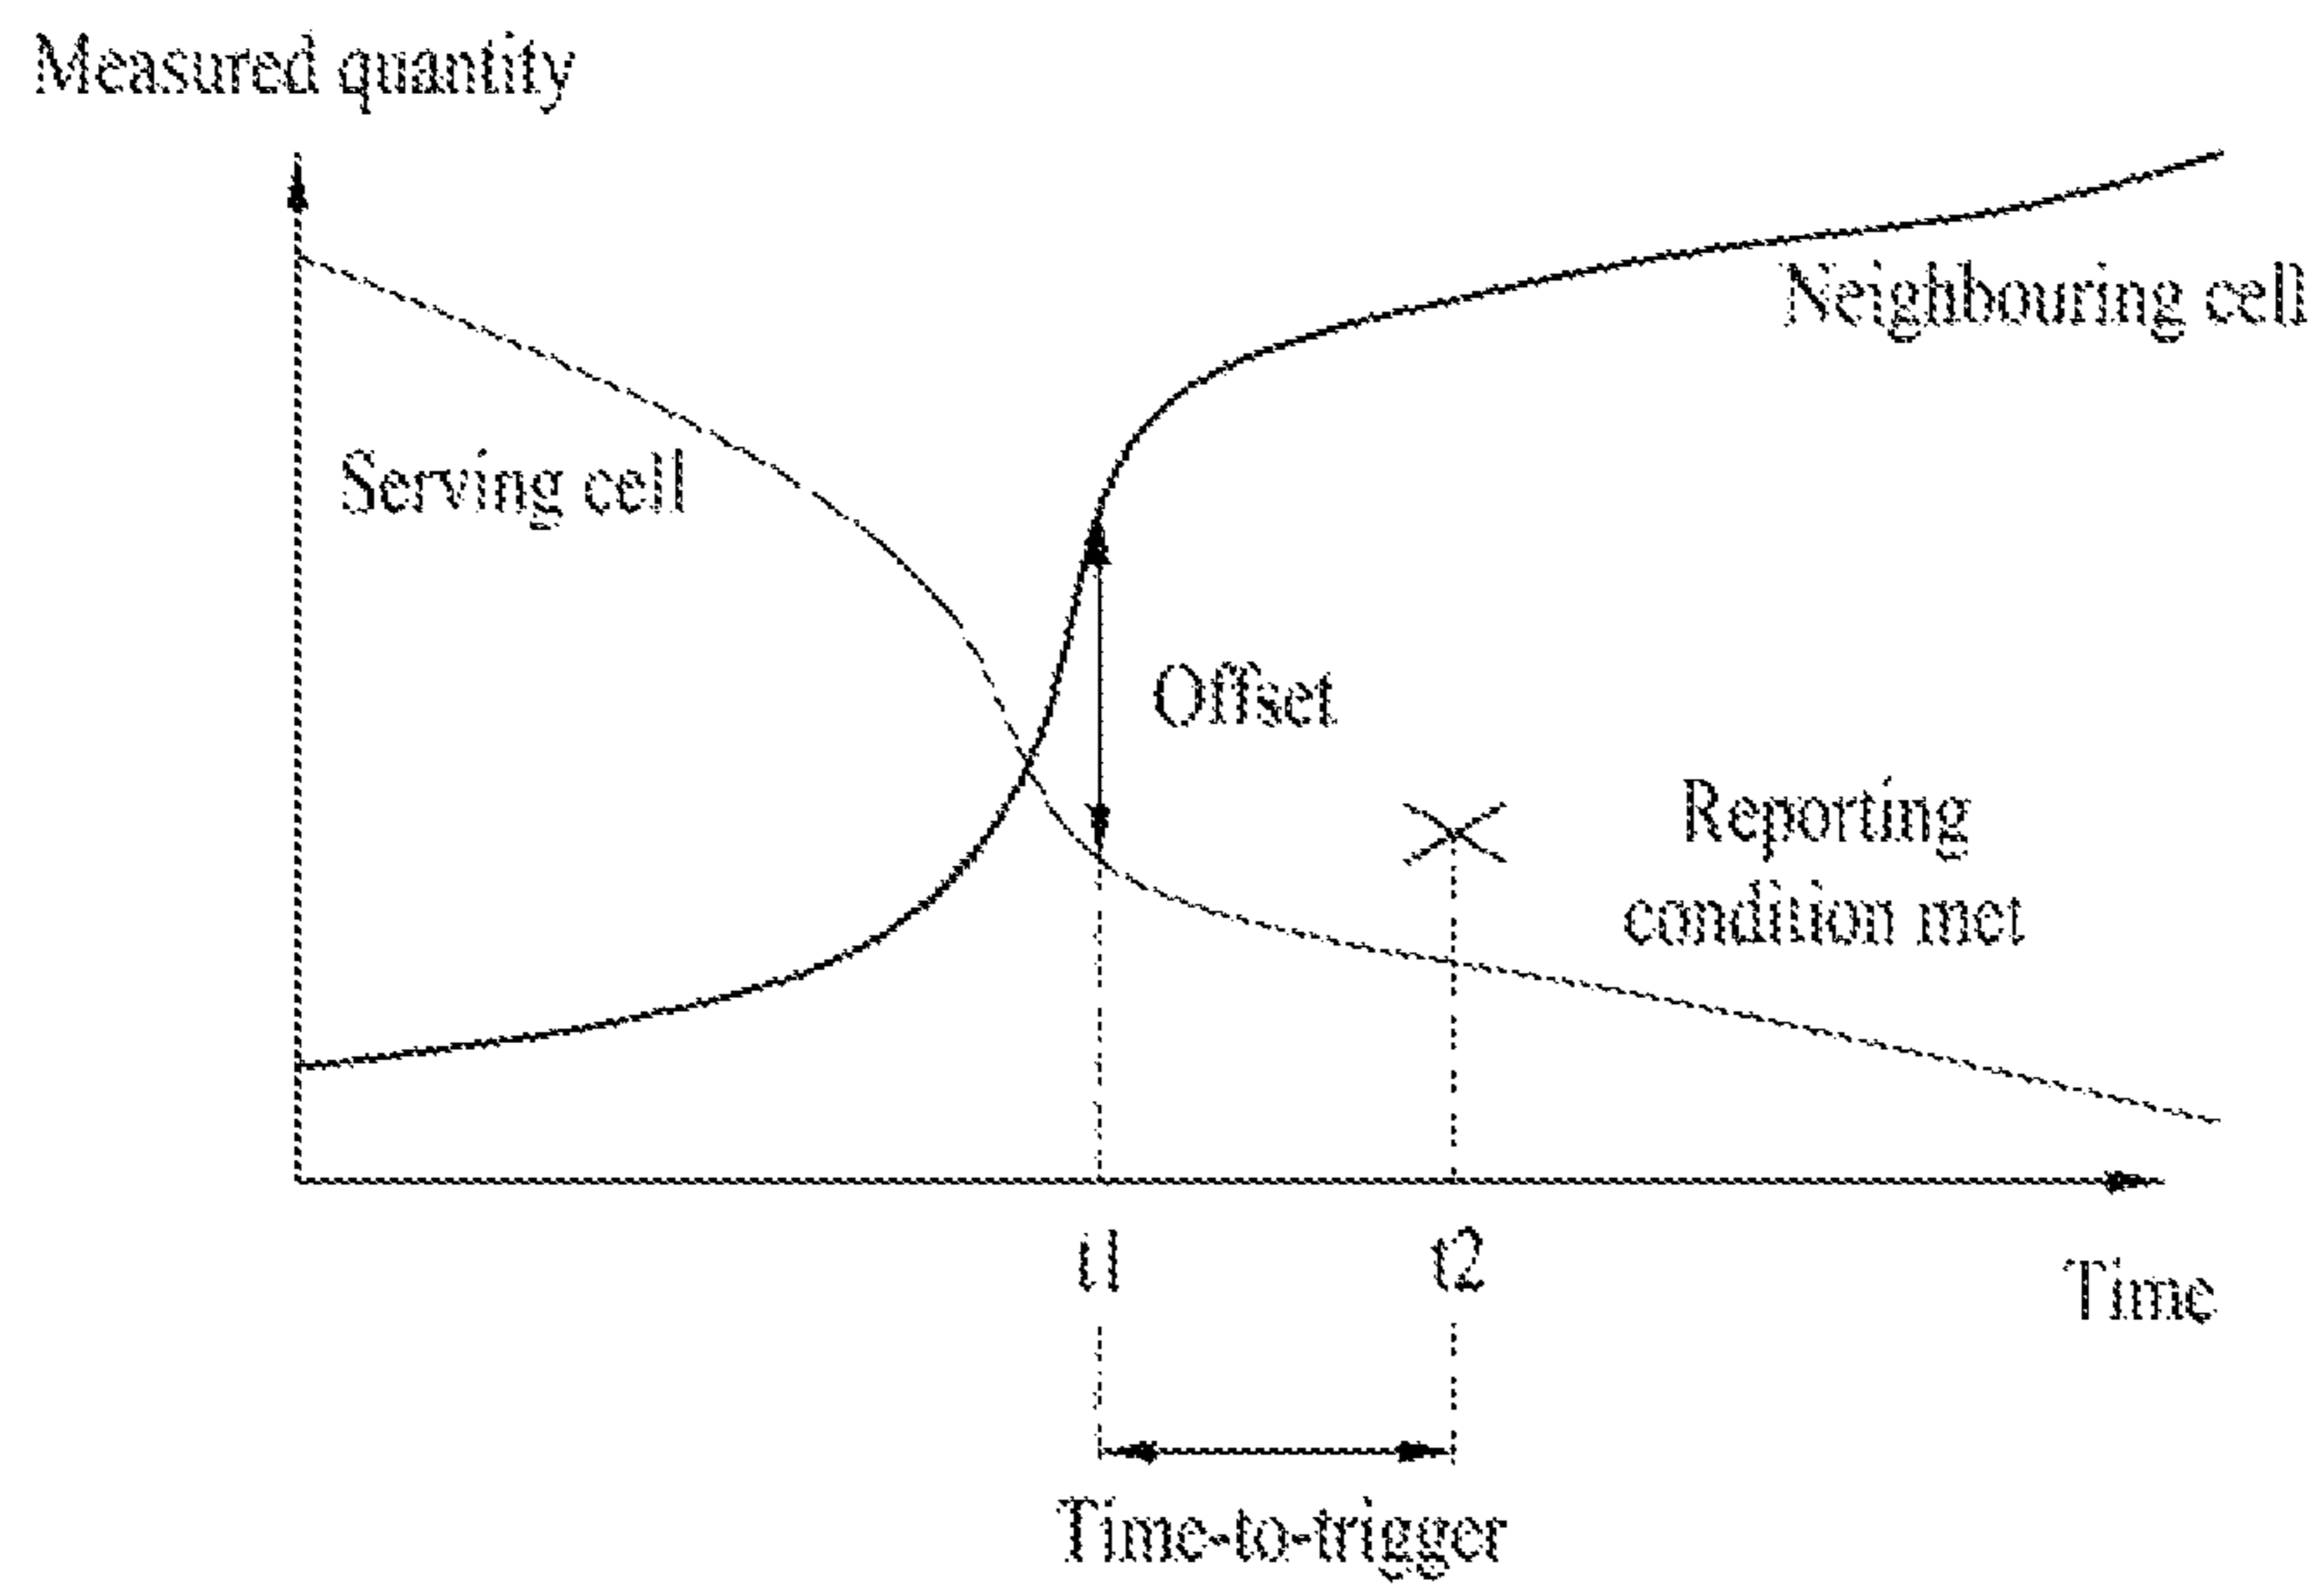 Measured quantity
Neighbouring cell
Serving cell
Offset
Reporting
condition met
t1
t2
Time
Time-to-trigger